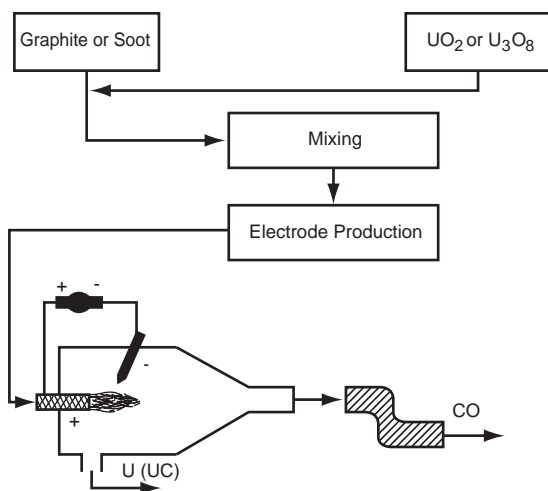 Graphite or Soot
UO₂ or U₃O₈
Mixing
Electrode Production
+ -
-
+
CO
U (UC)